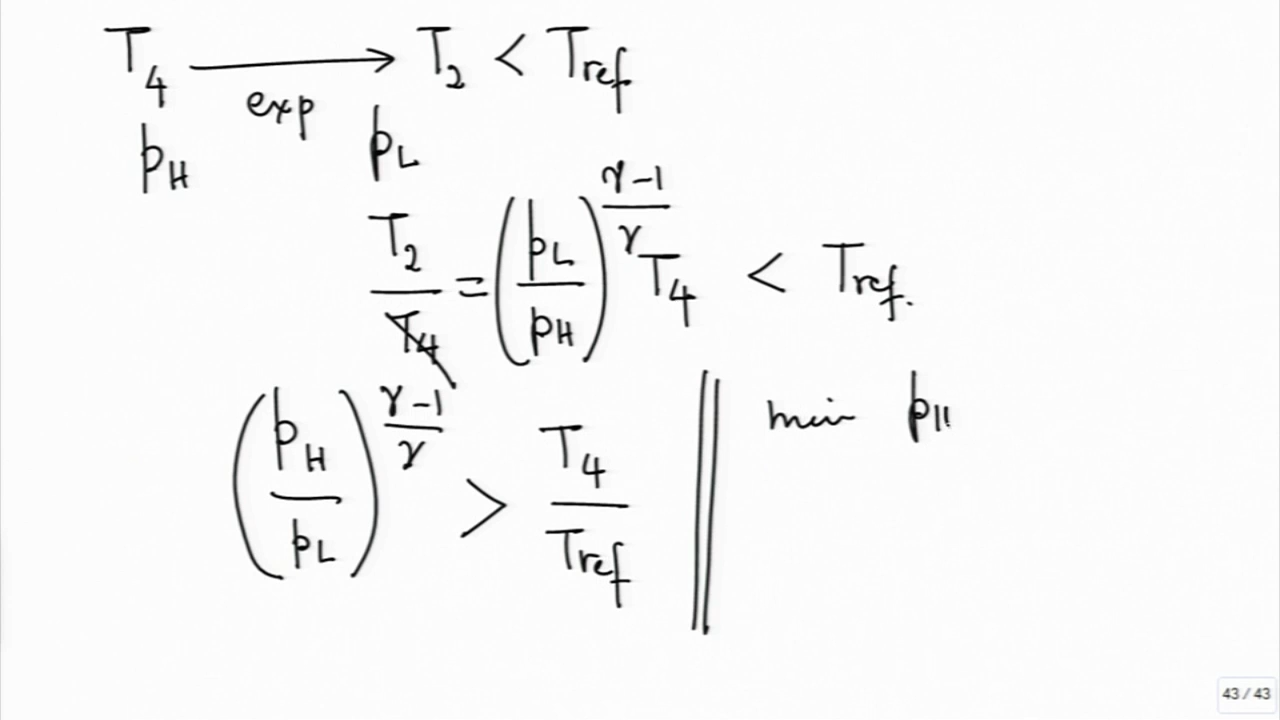 T₄ ⟶ T₂ < Tref
exp
pH pL
T₂/T₄ = (pL/pH)^((γ−1)/γ) T₄ < Tref.
(pH/pL)^((γ−1)/γ) > T₄/Tref ‖ min pH
43 / 43